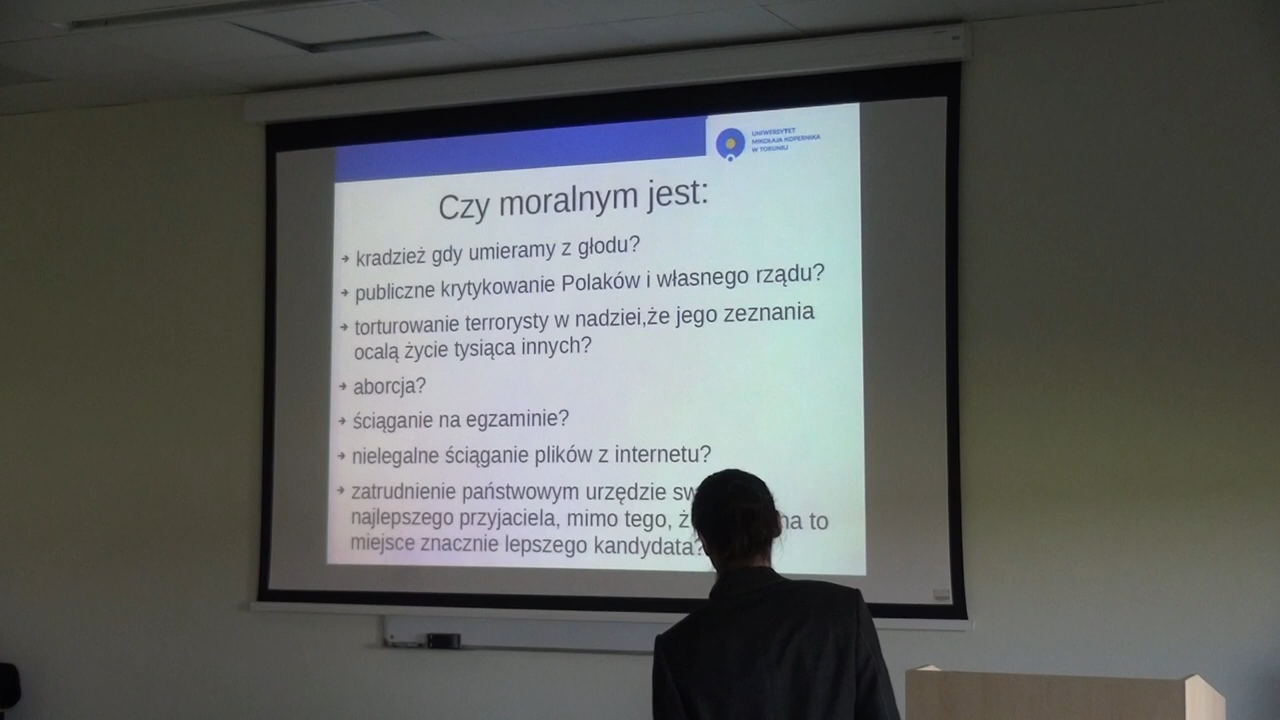 UNIWERSYTET
MIKOŁAJA KOPERNIKA
W TORUNIU
Czy moralnym jest:
kradzież gdy umieramy z głodu?
publiczne krytykowanie Polaków i własnego rządu?
torturowanie terrorysty w nadziei,że jego zeznania
ocalą życie tysiąca innych?
aborcja?
ściąganie na egzaminie?
nielegalne ściąganie plików z internetu?
zatrudnienie państwowym urzędzie
najlepszego przyjaciela, mimo tego, na to
miejsce znacznie lepszego kandydata?